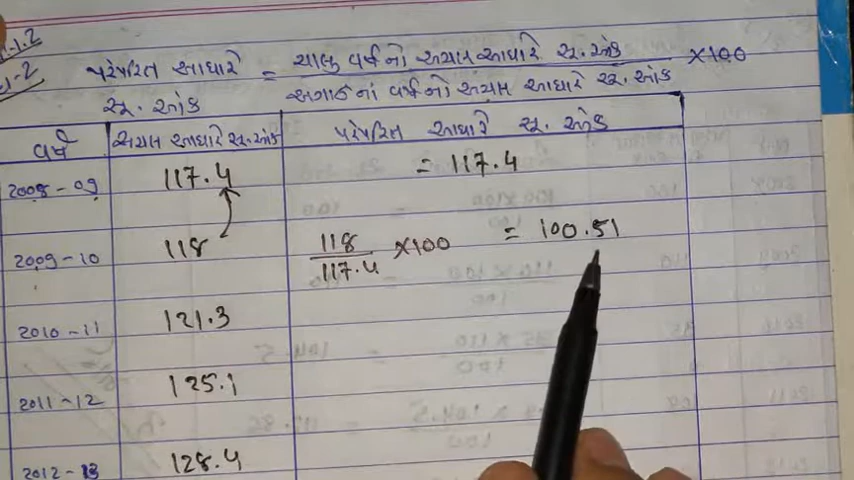 પરંપરિત આધારે = ચાલુ વર્ષનો અચલ આધારે સૂ. આંક ×100
સૂ. આંક અગાઉનાં વર્ષનો અચલ આધારે સૂ. આંક
વર્ષ અચલ આધારે સૂ. આંક પરંપરિત આધારે સૂ. આંક
2008-09 117.4 = 117.4
2009-10 118 118 ×100 = 100.51
117.4
2010-11 121.3
2011-12 125.1
2012-13 128.4